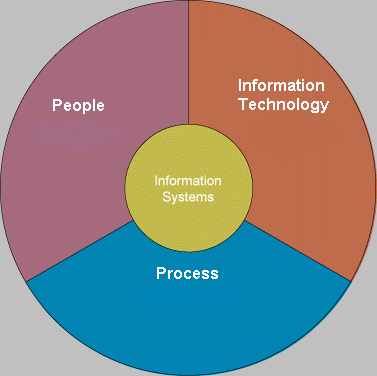 People
Information
Technology
Information
Systems
Process